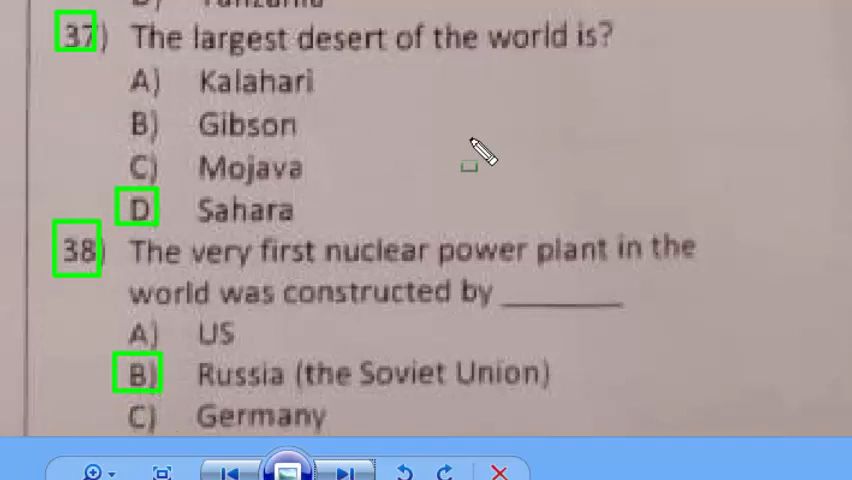 37) The largest desert of the world is?
A) Kalahari
B) Gibson
C) Mojava
D Sahara
38) The very first nuclear power plant in the
world was constructed by ________
A) US
B) Russia (the Soviet Union)
C) Germany